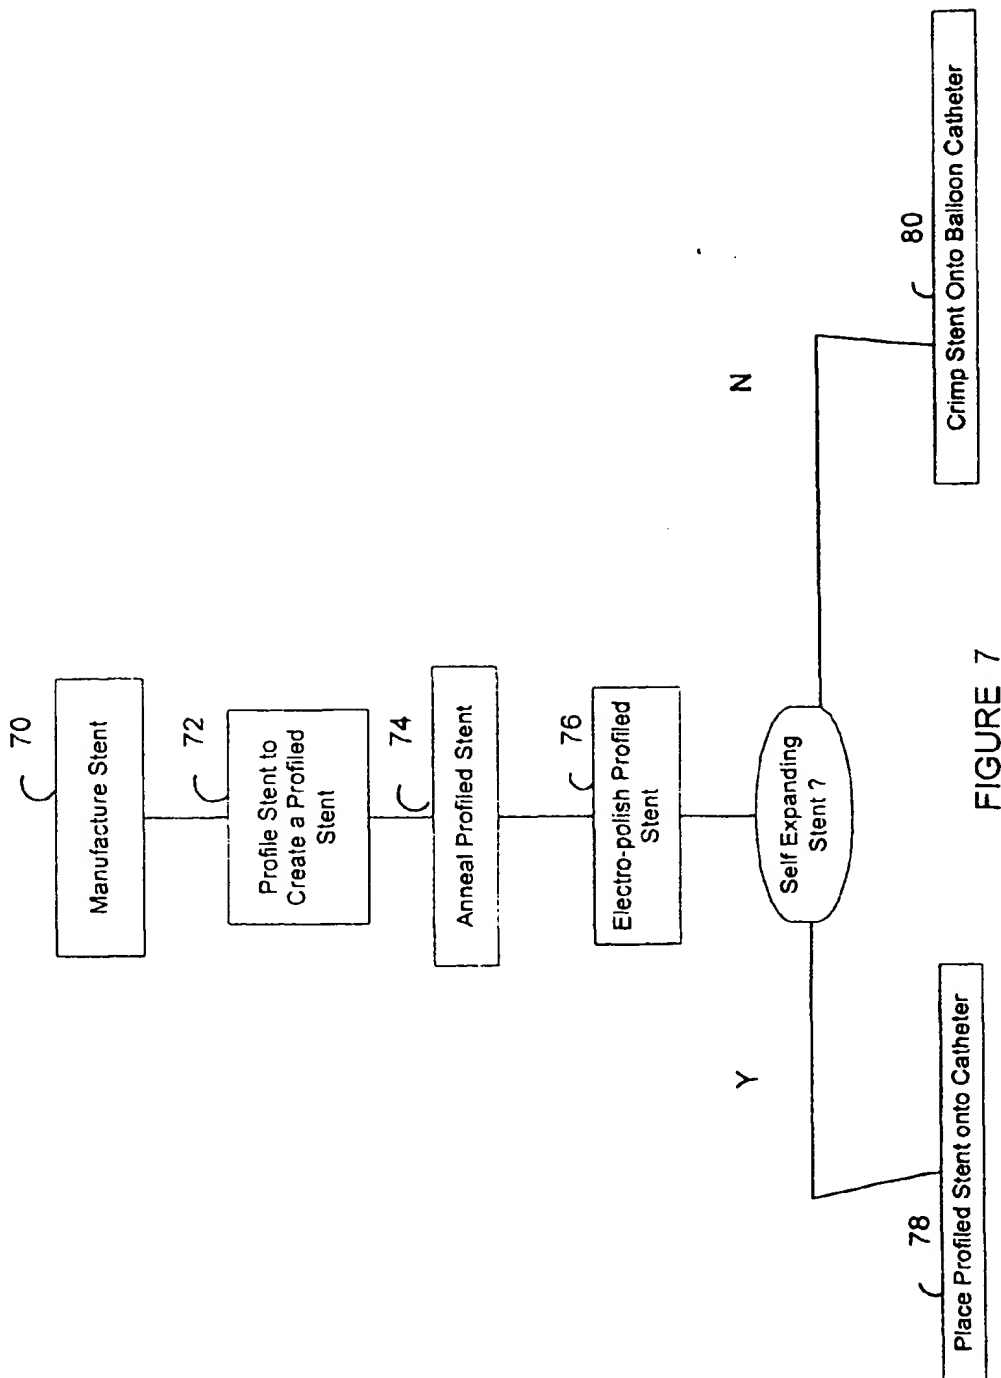 70
Manufacture Stent
72
Profile Stent to
Create a Profiled
Stent
74
Anneal Profiled Stent
76
Electro-polish Profiled
Stent
Self Expanding
Stent ?
Y
N
78
Place Profiled Stent onto Catheter
80
Crimp Stent Onto Balloon Catheter
FIGURE 7